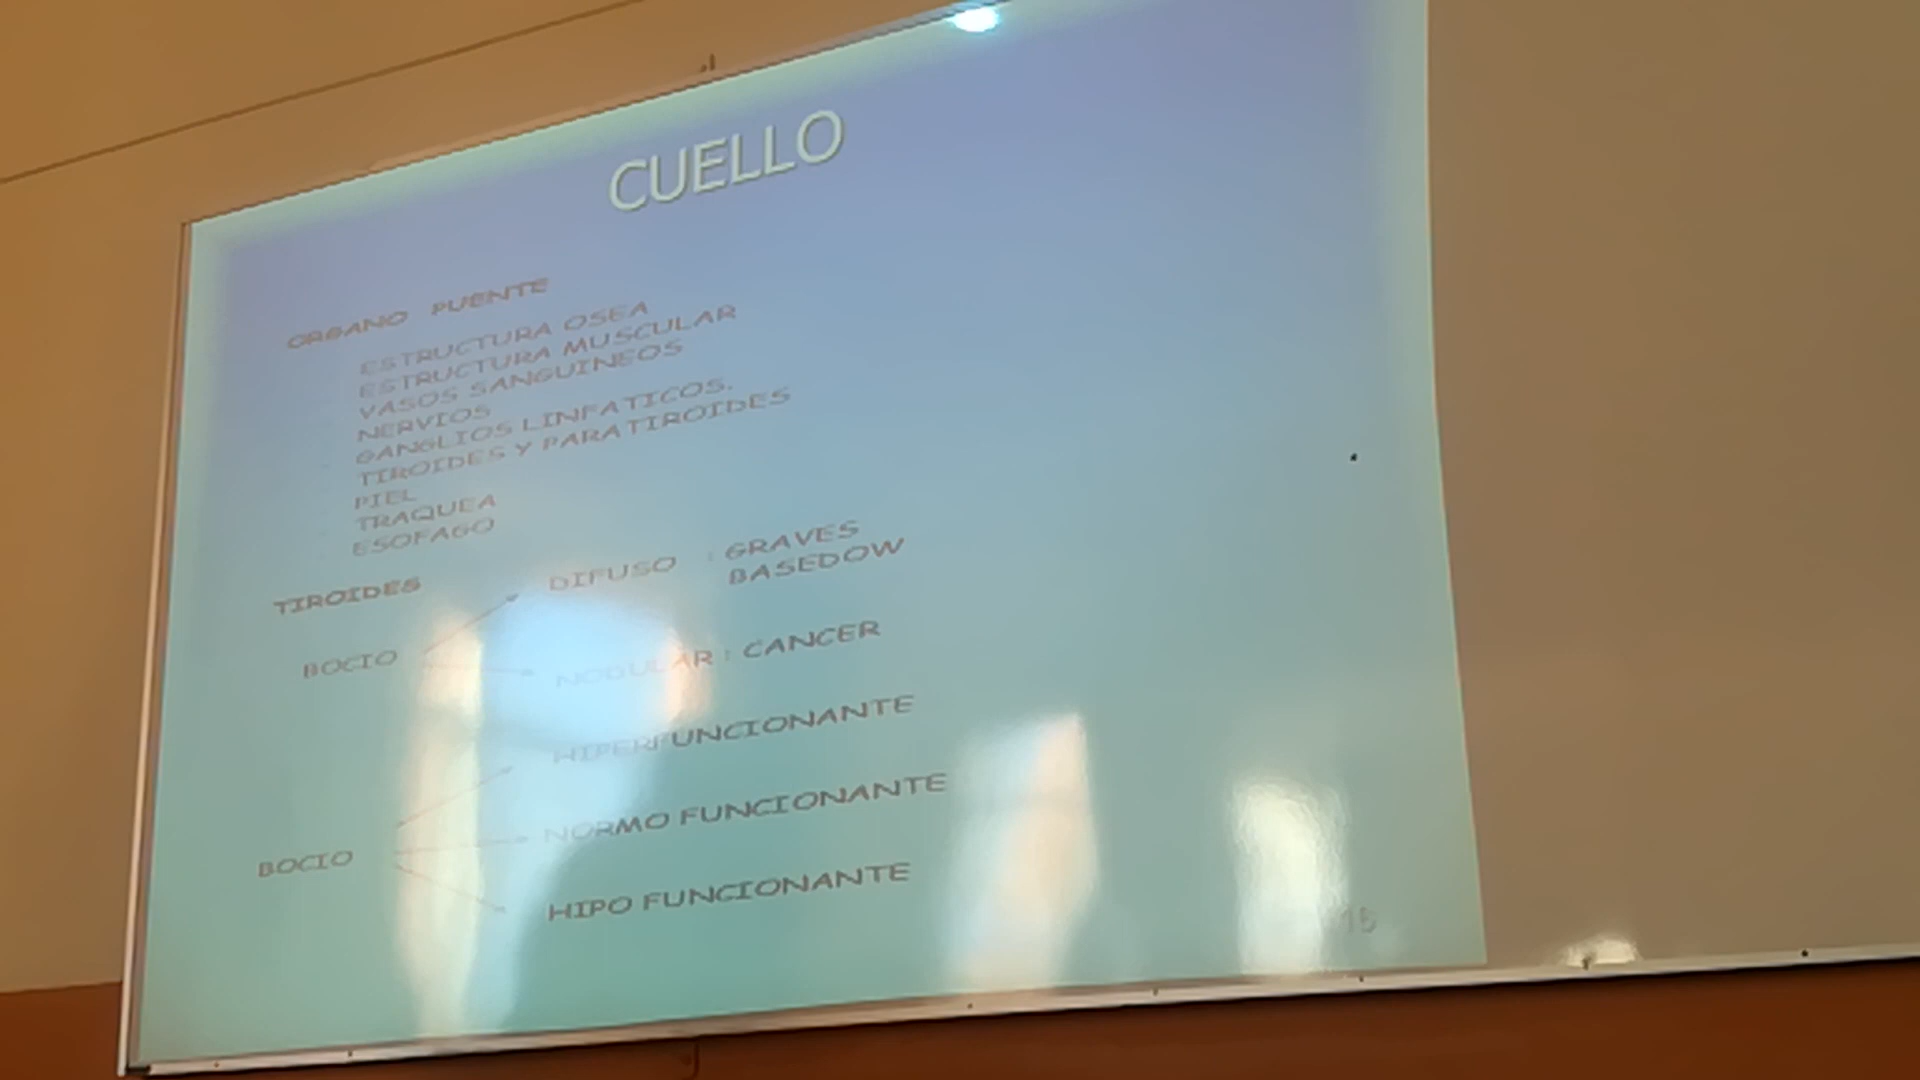 CUELLO
ORGANO PUENTE
ESTRUCTURA OSEA
ESTRUCTURA MUSCULAR
VASOS SANGUINEOS
NERVIOS
GANGLIOS LINFATICOS.
TIROIDES Y PARATIROIDES
PIEL
TRAQUEA
ESOFAGO
TIROIDES
DIFUSO : GRAVES
BASEDOW
BOCIO
NODULAR : CANCER
HIPERFUNCIONANTE
NORMO FUNCIONANTE
BOCIO
HIPO FUNCIONANTE
15